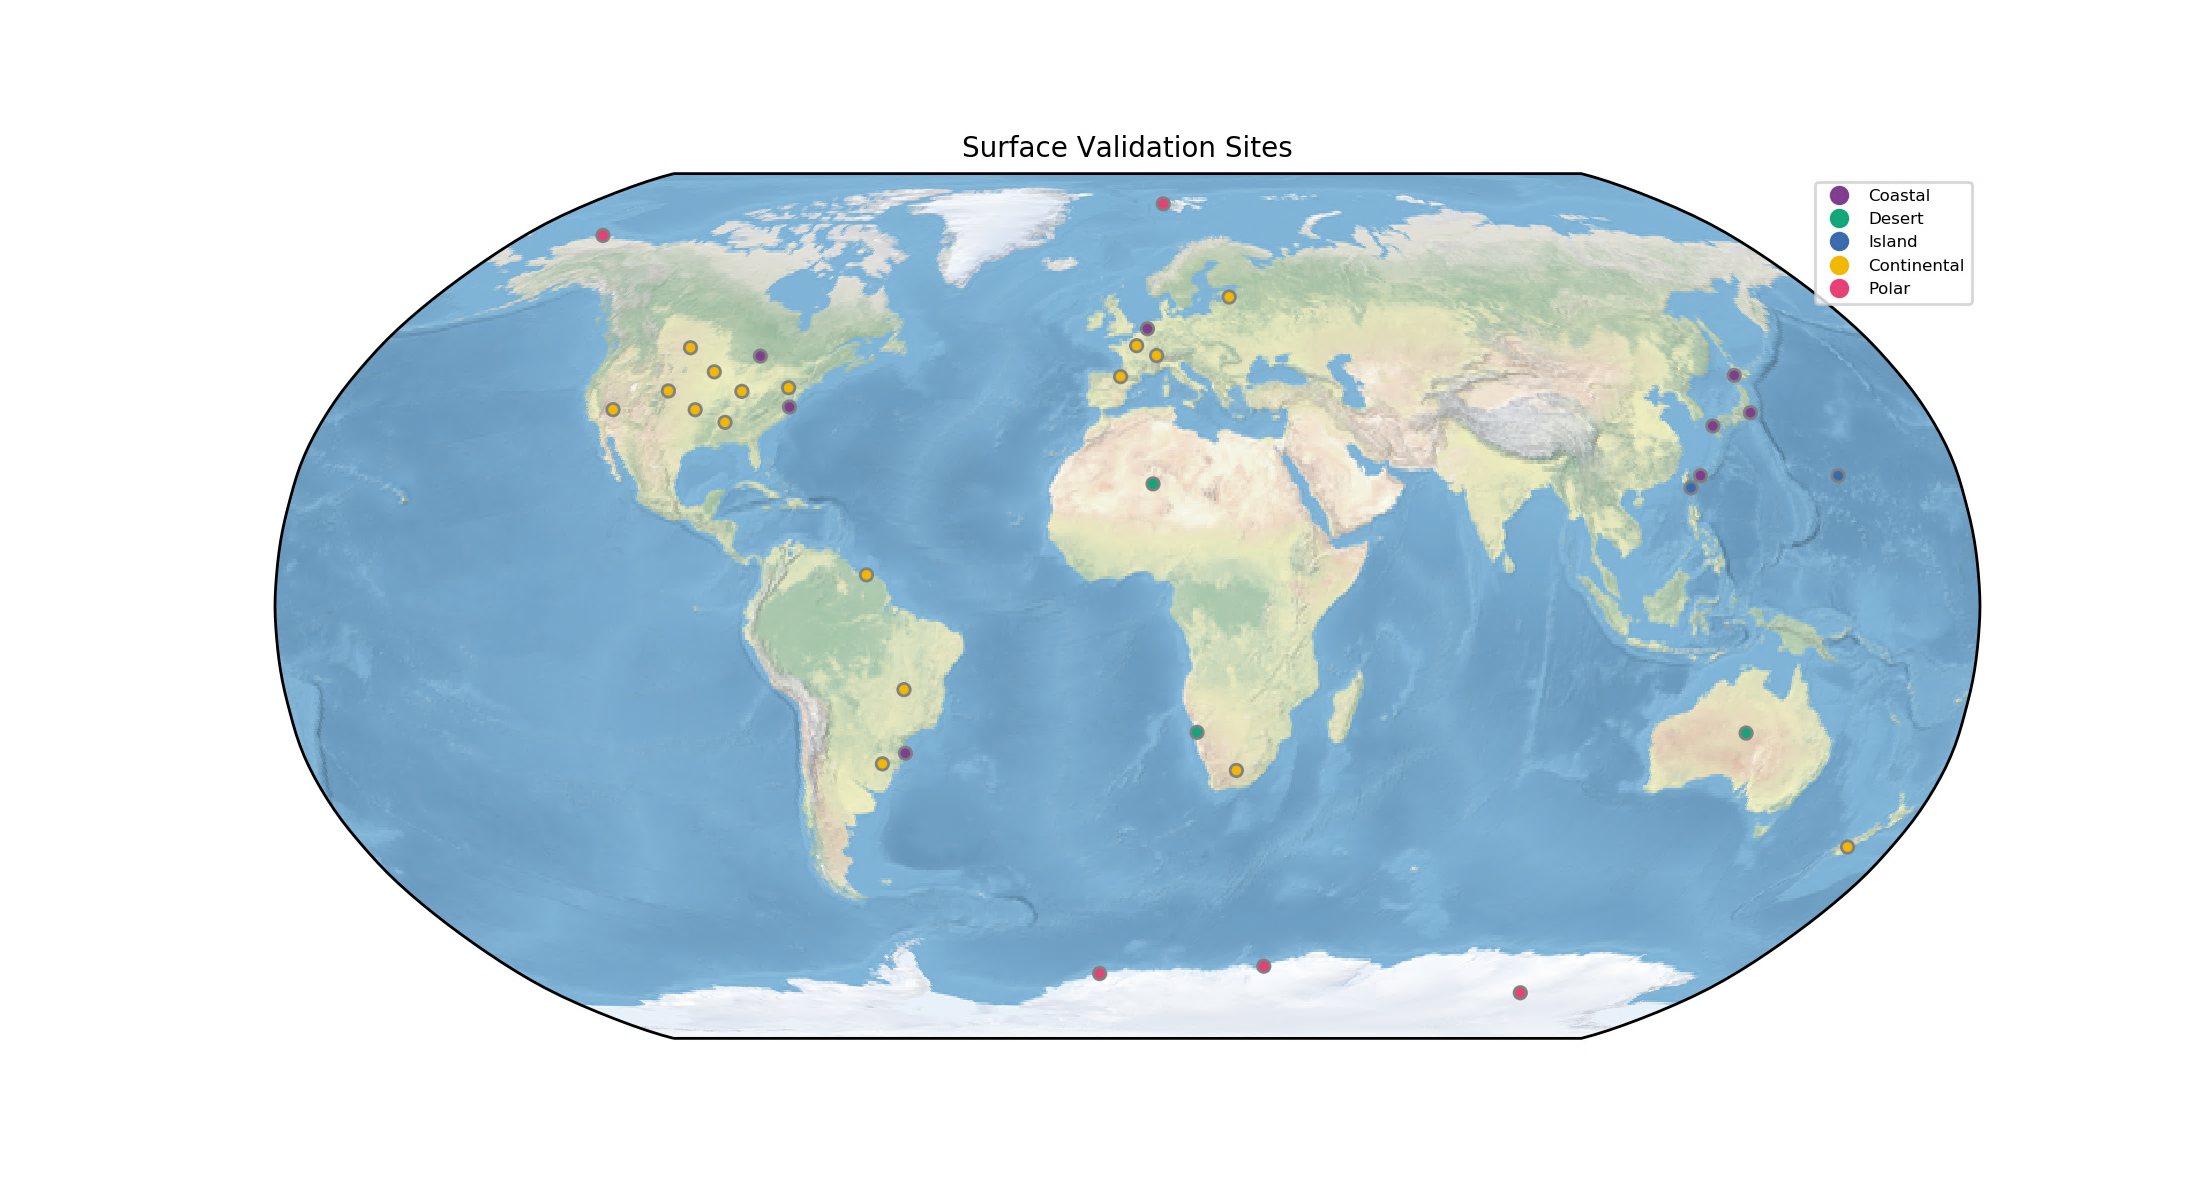 Surface Validation Sites
Coastal
Desert
Island
Continental
Polar